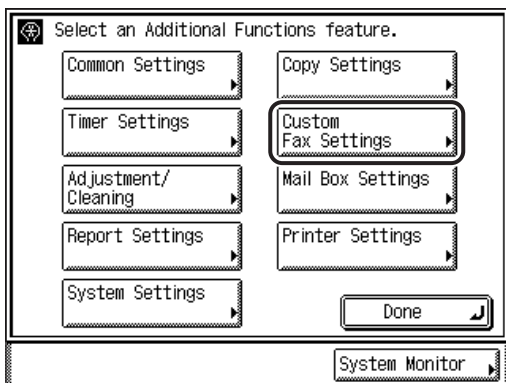 Select an Additional Functions feature.
Common Settings
Copy Settings
Timer Settings
Custom
Fax Settings
Adjustment/
Cleaning
Mail Box Settings
Report Settings
Printer Settings
System Settings
Done
System Monitor